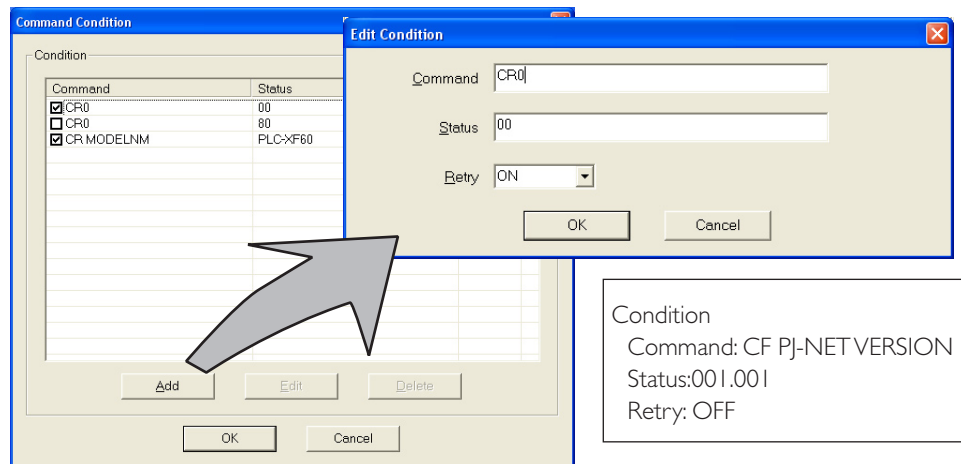 Command Condition
Condition
Command Status
CR0 00
CR0 80
CR MODELNM PLC-XF60
Add Edit Delete
OK Cancel
Edit Condition
Command CR0
Status 00
Retry ON
OK Cancel
Condition
Command: CF PJ-NET VERSION
Status:001.001
Retry: OFF